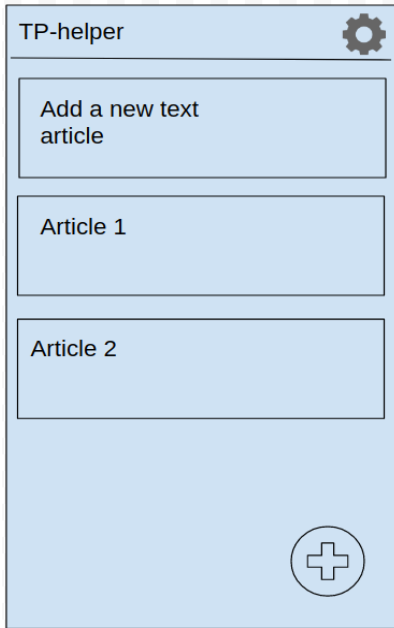 TP-helper
Add a new text
article
Article 1
Article 2